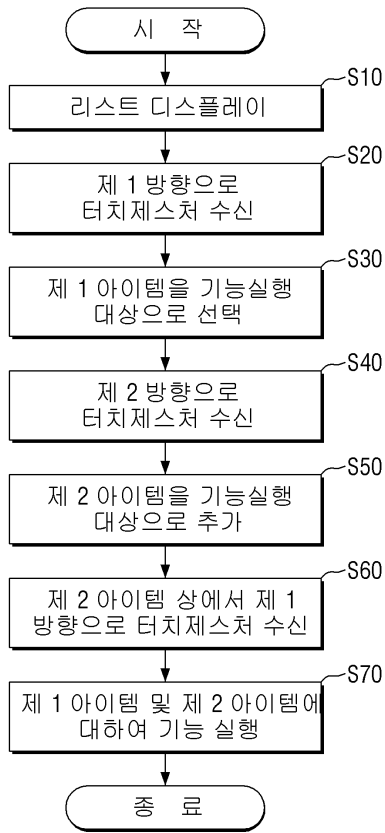 시 작
S10
리스트 디스플레이
S20
제 1 방향으로
터치제스처 수신
S30
제 1 아이템을 기능실행
대상으로 선택
S40
제 2 방향으로
터치제스처 수신
S50
제 2 아이템을 기능실행
대상으로 추가
S60
제 2 아이템 상에서 제 1
방향으로 터치제스처 수신
S70
제 1 아이템 및 제 2 아이템에
대하여 기능 실행
종 료